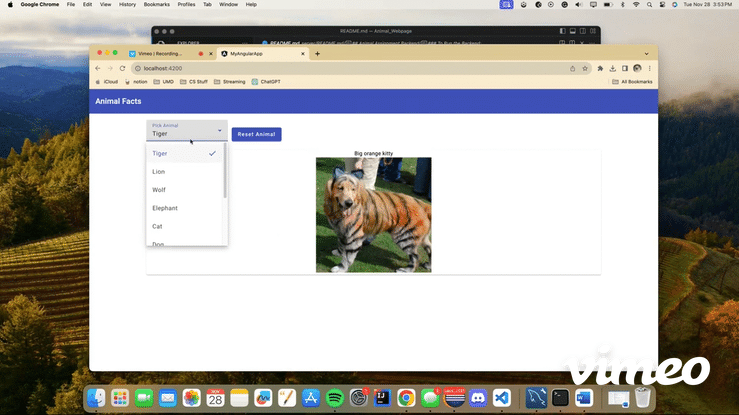 Google Chrome File Edit View History Bookmarks Profiles Tab Window Help
Tue Nov 28 3:53PM
README.md — Animal_Webpage
EXPLORER
Vimeo | Recording...
MyAngularApp
localhost:4200
iCloud notion UMD CS Stuff Streaming ChatGPT All Bookmarks
Animal Facts
Pick Animal
Tiger
Reset Animal
Big orange kitty
Tiger
Lion
Wolf
Elephant
Cat
Dog
vimeo
NOV
28